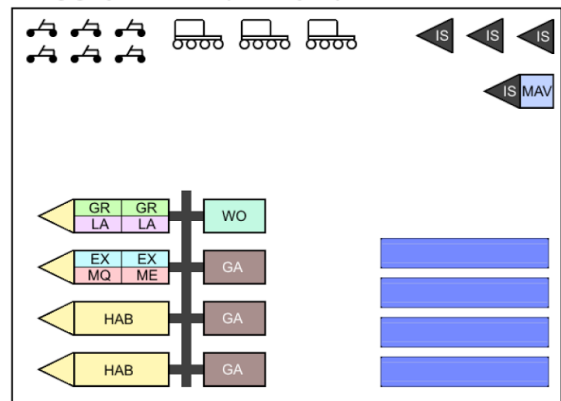 IS IS IS
IS MAV
GR GR WO
LA LA
EX EX GA
MQ ME
HAB GA
HAB GA